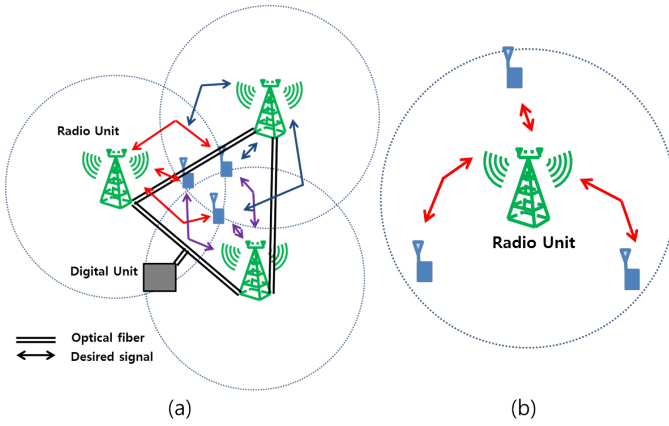 Radio Unit
Digital Unit
Optical fiber
Desired signal
(a)
Radio Unit
(b)